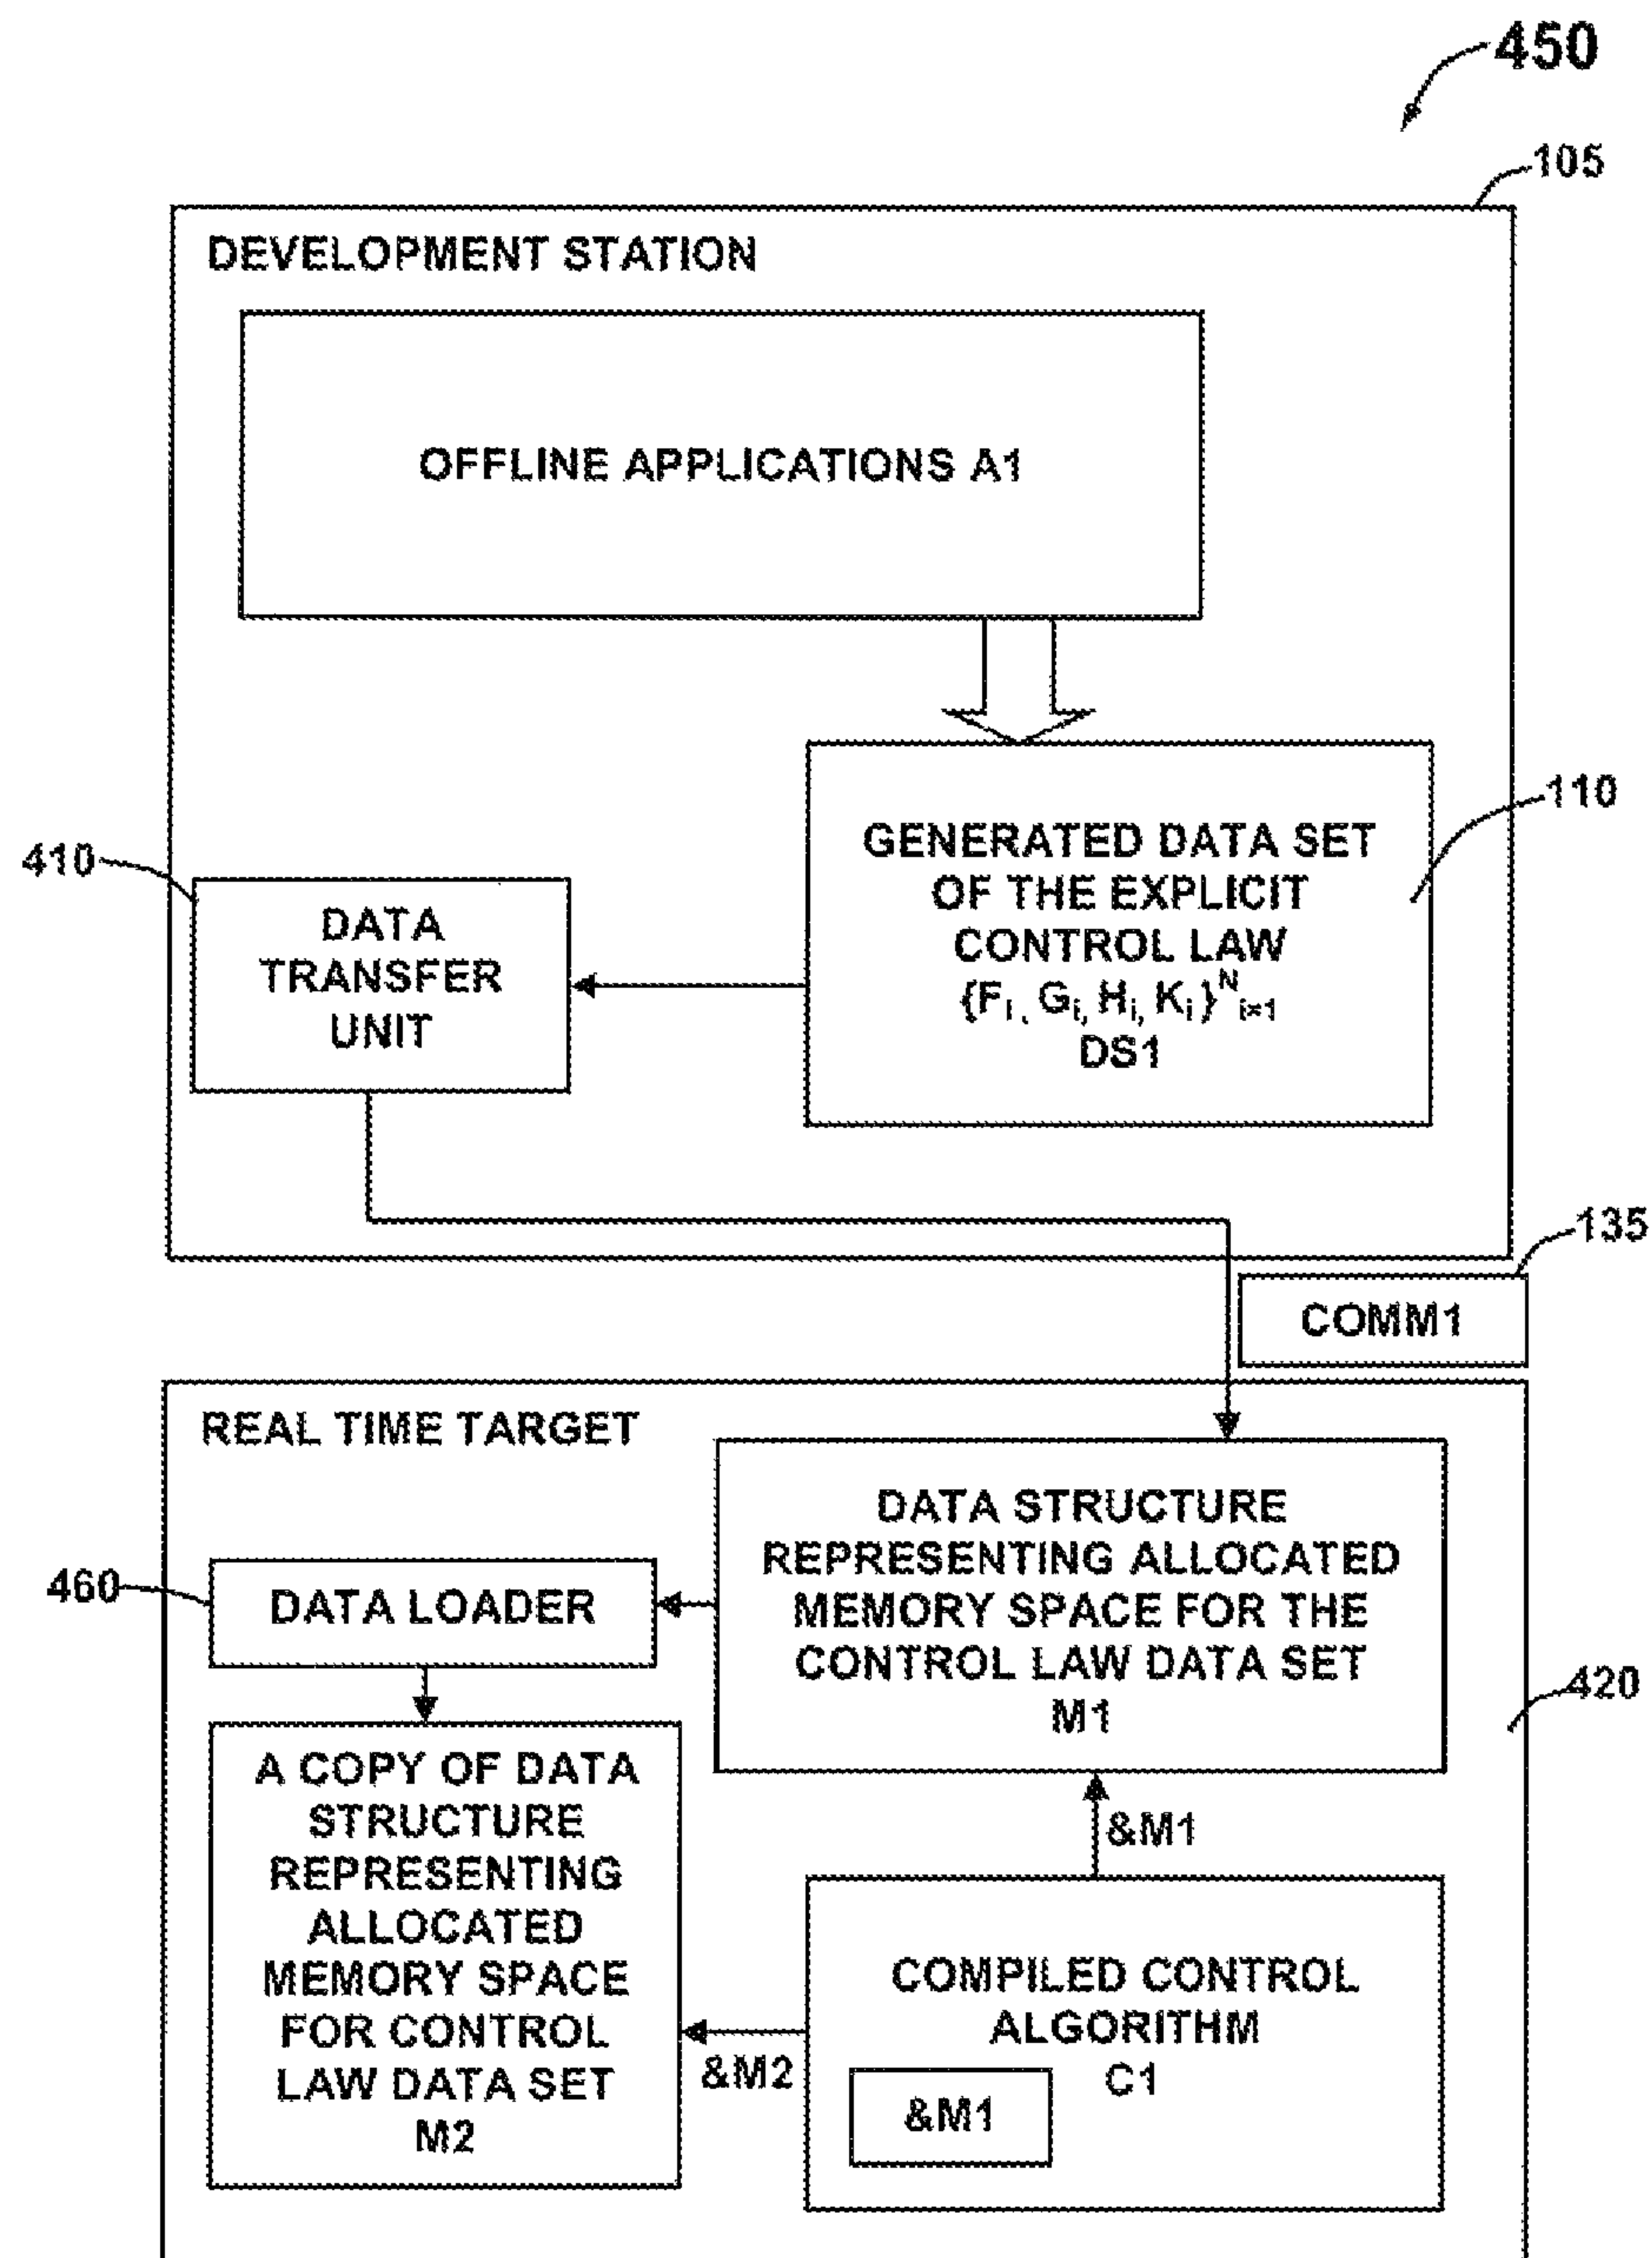 450
105
DEVELOPMENT STATION
OFFLINE APPLICATIONS A1
110
GENERATED DATA SET
OF THE EXPLICIT
CONTROL LAW
{Fi, Gi, Hi, Ki}^N i=1
DS1
410
DATA
TRANSFER
UNIT
135
COMM1
REAL TIME TARGET
DATA STRUCTURE
REPRESENTING ALLOCATED
MEMORY SPACE FOR THE
CONTROL LAW DATA SET
M1
460
DATA LOADER
420
A COPY OF DATA
STRUCTURE
REPRESENTING
ALLOCATED
MEMORY SPACE
FOR CONTROL
LAW DATA SET
M2
&M1
&M2
COMPILED CONTROL
ALGORITHM
C1
&M1